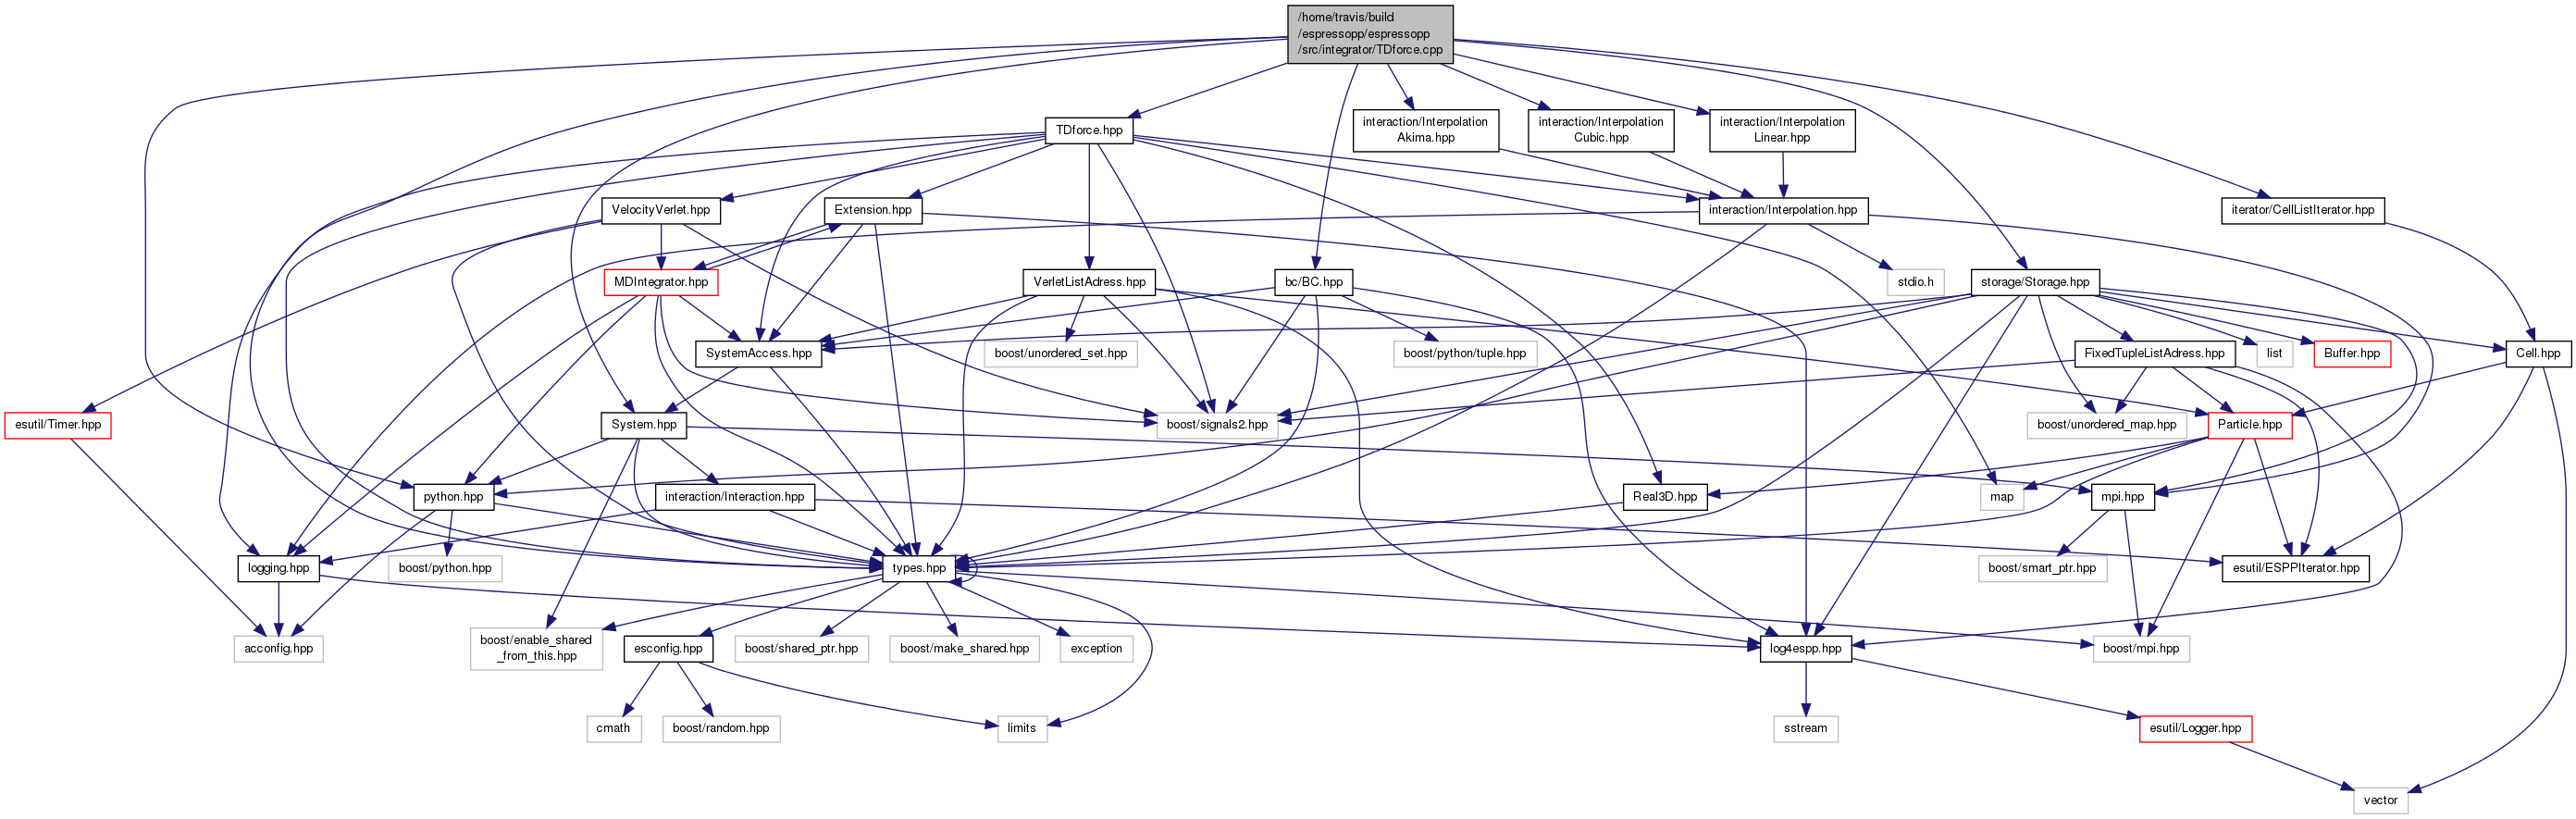 /home/travis/build
/espressopp/espressopp
/src/integrator/TDforce.cpp
TDforce.hpp
interaction/Interpolation
Akima.hpp
interaction/Interpolation
Cubic.hpp
interaction/Interpolation
Linear.hpp
VelocityVerlet.hpp
Extension.hpp
interaction/Interpolation.hpp
iterator/CellListIterator.hpp
MDIntegrator.hpp
VerletListAdress.hpp
bc/BC.hpp
stdio.h
storage/Storage.hpp
SystemAccess.hpp
boost/unordered_set.hpp
boost/python/tuple.hpp
FixedTupleListAdress.hpp
list
Buffer.hpp
Cell.hpp
esutil/Timer.hpp
System.hpp
boost/signals2.hpp
boost/unordered_map.hpp
Particle.hpp
python.hpp
interaction/Interaction.hpp
Real3D.hpp
map
mpi.hpp
logging.hpp
boost/python.hpp
types.hpp
boost/smart_ptr.hpp
esutil/ESPPIterator.hpp
acconfig.hpp
boost/enable_shared
_from_this.hpp
esconfig.hpp
boost/shared_ptr.hpp
boost/make_shared.hpp
exception
log4espp.hpp
boost/mpi.hpp
cmath
boost/random.hpp
limits
sstream
esutil/Logger.hpp
vector